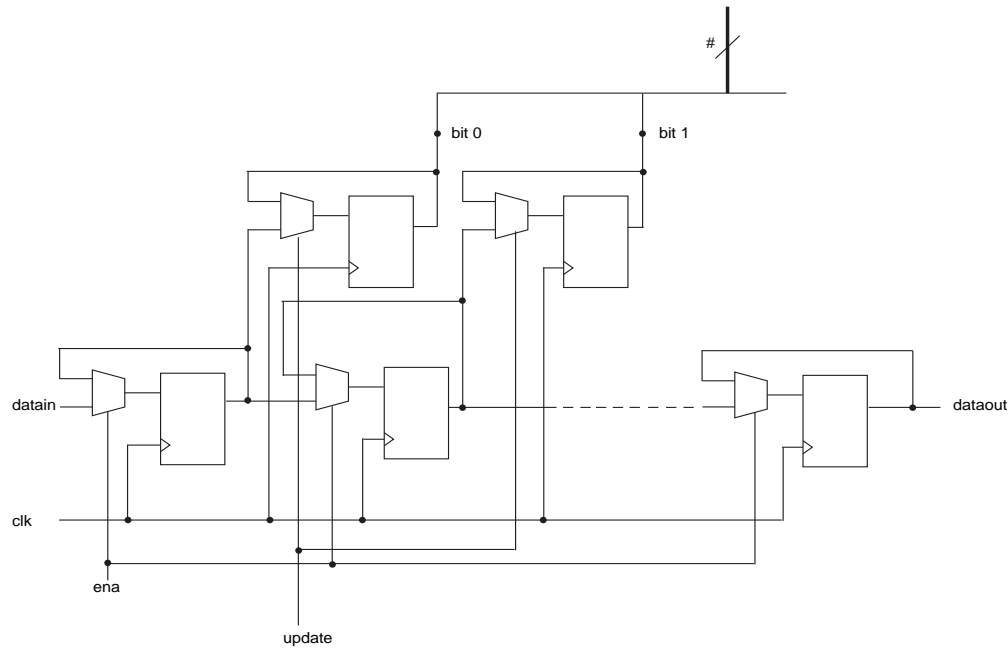 #
bit 0
bit 1
datain
dataout
clk
ena
update